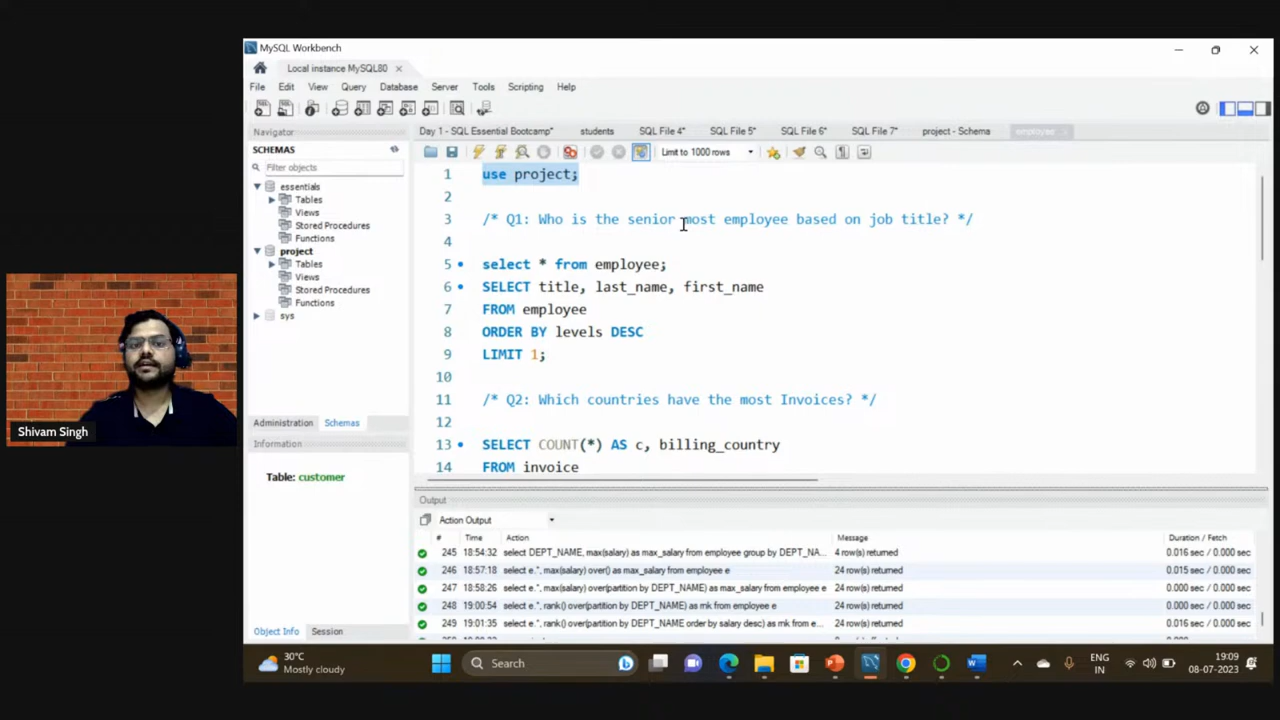 MySQL Workbench
Local instance MySQL80 ×
File Edit View Query Database Server Tools Scripting Help
Navigator
SCHEMAS
Filter objects
essentials
Tables
Views
Stored Procedures
Functions
project
Tables
Views
Stored Procedures
Functions
sys
Administration Schemas
Information
Table: customer
Object Info Session
Day 1 - SQL Essential Bootcamp* students SQL File 4* SQL File 5* SQL File 6* SQL File 7* project - Schema employee
Limit to 1000 rows
1 use project;
2
3 /* Q1: Who is the senior most employee based on job title? */
4
5 select * from employee;
6 SELECT title, last_name, first_name
7 FROM employee
8 ORDER BY levels DESC
9 LIMIT 1;
10
11 /* Q2: Which countries have the most Invoices? */
12
13 SELECT COUNT(*) AS c, billing_country
14 FROM invoice
Output
Action Output
# Time Action Message Duration / Fetch
245 18:54:32 select DEPT_NAME, max(salary) as max_salary from employee group by DEPT_NA... 4 row(s) returned 0.016 sec / 0.000 sec
246 18:57:18 select e.*, max(salary) over() as max_salary from employee e 24 row(s) returned 0.015 sec / 0.000 sec
247 18:58:26 select e.*, max(salary) over(partition by DEPT_NAME) as max_salary from employee e 24 row(s) returned 0.000 sec / 0.000 sec
248 19:00:54 select e.*, rank() over(partition by DEPT_NAME) as rnk from employee e 24 row(s) returned 0.000 sec / 0.000 sec
249 19:01:35 select e.*, rank() over(partition by DEPT_NAME order by salary desc) as rnk from e... 24 row(s) returned 0.000 sec / 0.000 sec
Shivam Singh
30°C
Mostly cloudy
Search
ENG
IN
19:09
08-07-2023